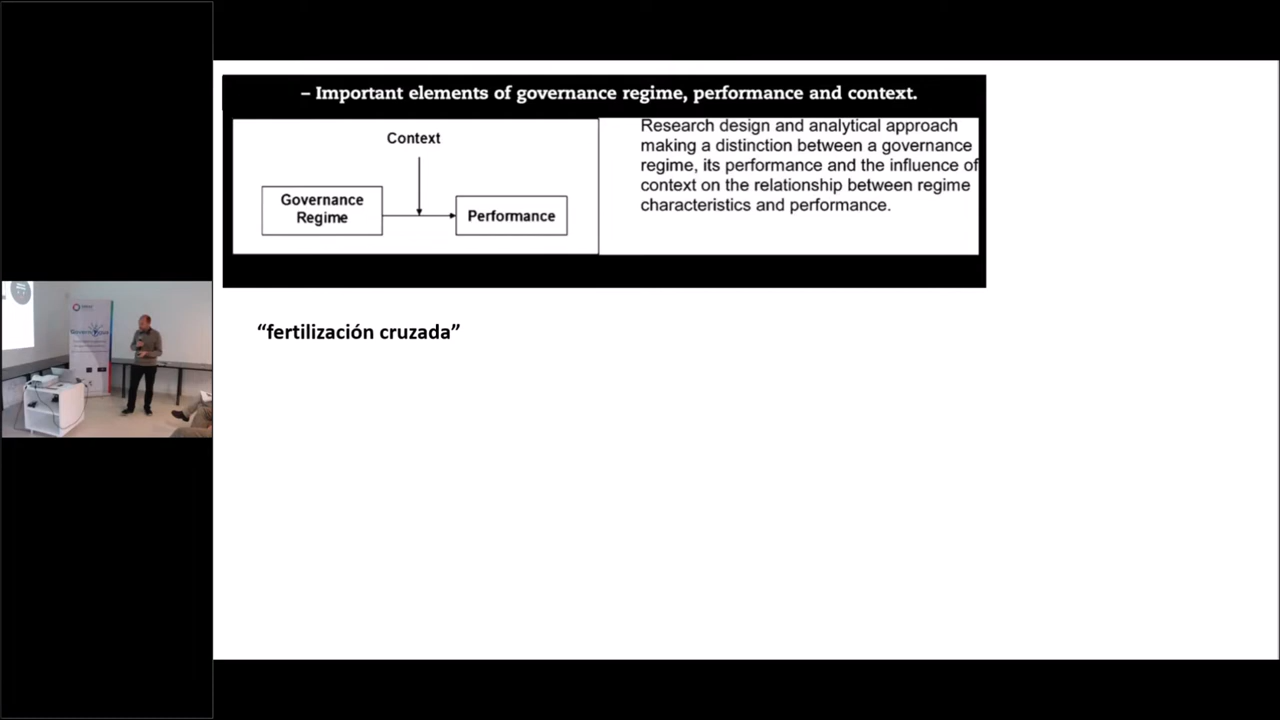 – Important elements of governance regime, performance and context.
Context
Governance
Regime
Performance
Research design and analytical approach
making a distinction between a governance
regime, its performance and the influence of
context on the relationship between regime
characteristics and performance.
“fertilización cruzada”